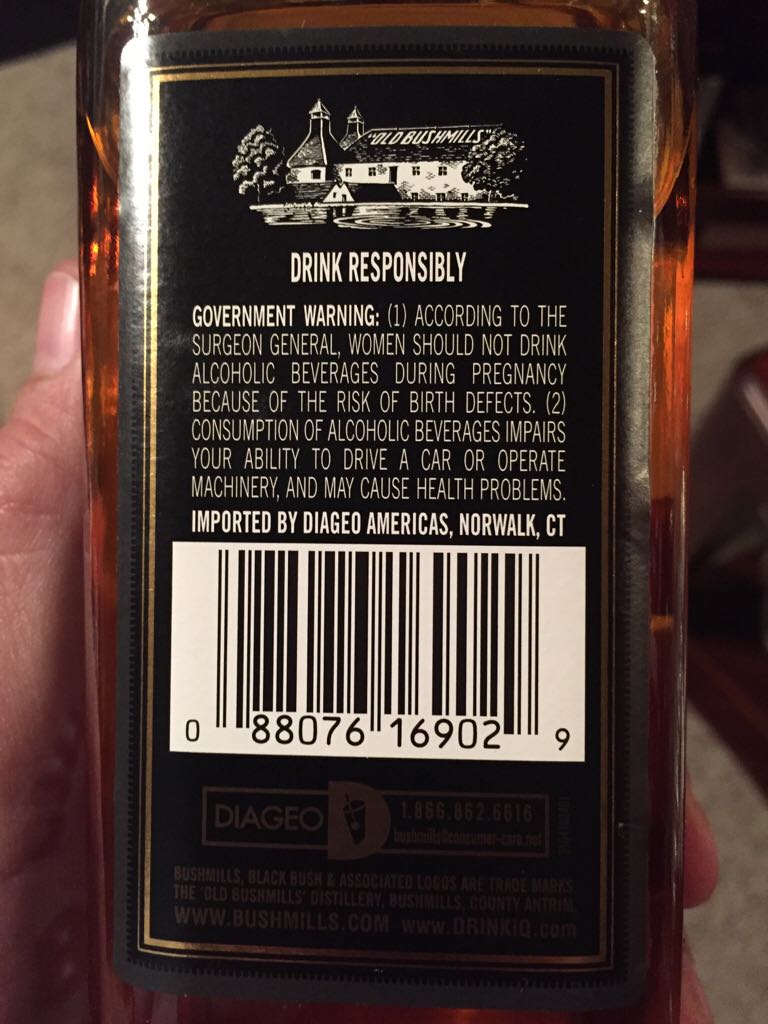 "OLD BUSHMILLS"
DRINK RESPONSIBLY
GOVERNMENT WARNING: (1) ACCORDING TO THE
SURGEON GENERAL, WOMEN SHOULD NOT DRINK
ALCOHOLIC BEVERAGES DURING PREGNANCY
BECAUSE OF THE RISK OF BIRTH DEFECTS. (2)
CONSUMPTION OF ALCOHOLIC BEVERAGES IMPAIRS
YOUR ABILITY TO DRIVE A CAR OR OPERATE
MACHINERY, AND MAY CAUSE HEALTH PROBLEMS.
IMPORTED BY DIAGEO AMERICAS, NORWALK, CT
0 88076 16902 9
DIAGEO D 1.866.862.6616
bushmills@consumer-care.net
BUSHMILLS, BLACK BUSH & ASSOCIATED LOGOS ARE TRADE MARKS.
THE 'OLD BUSHMILLS' DISTILLERY, BUSHMILLS, COUNTY ANTRIM.
WWW.BUSHMILLS.COM www.DRINKiQ.com